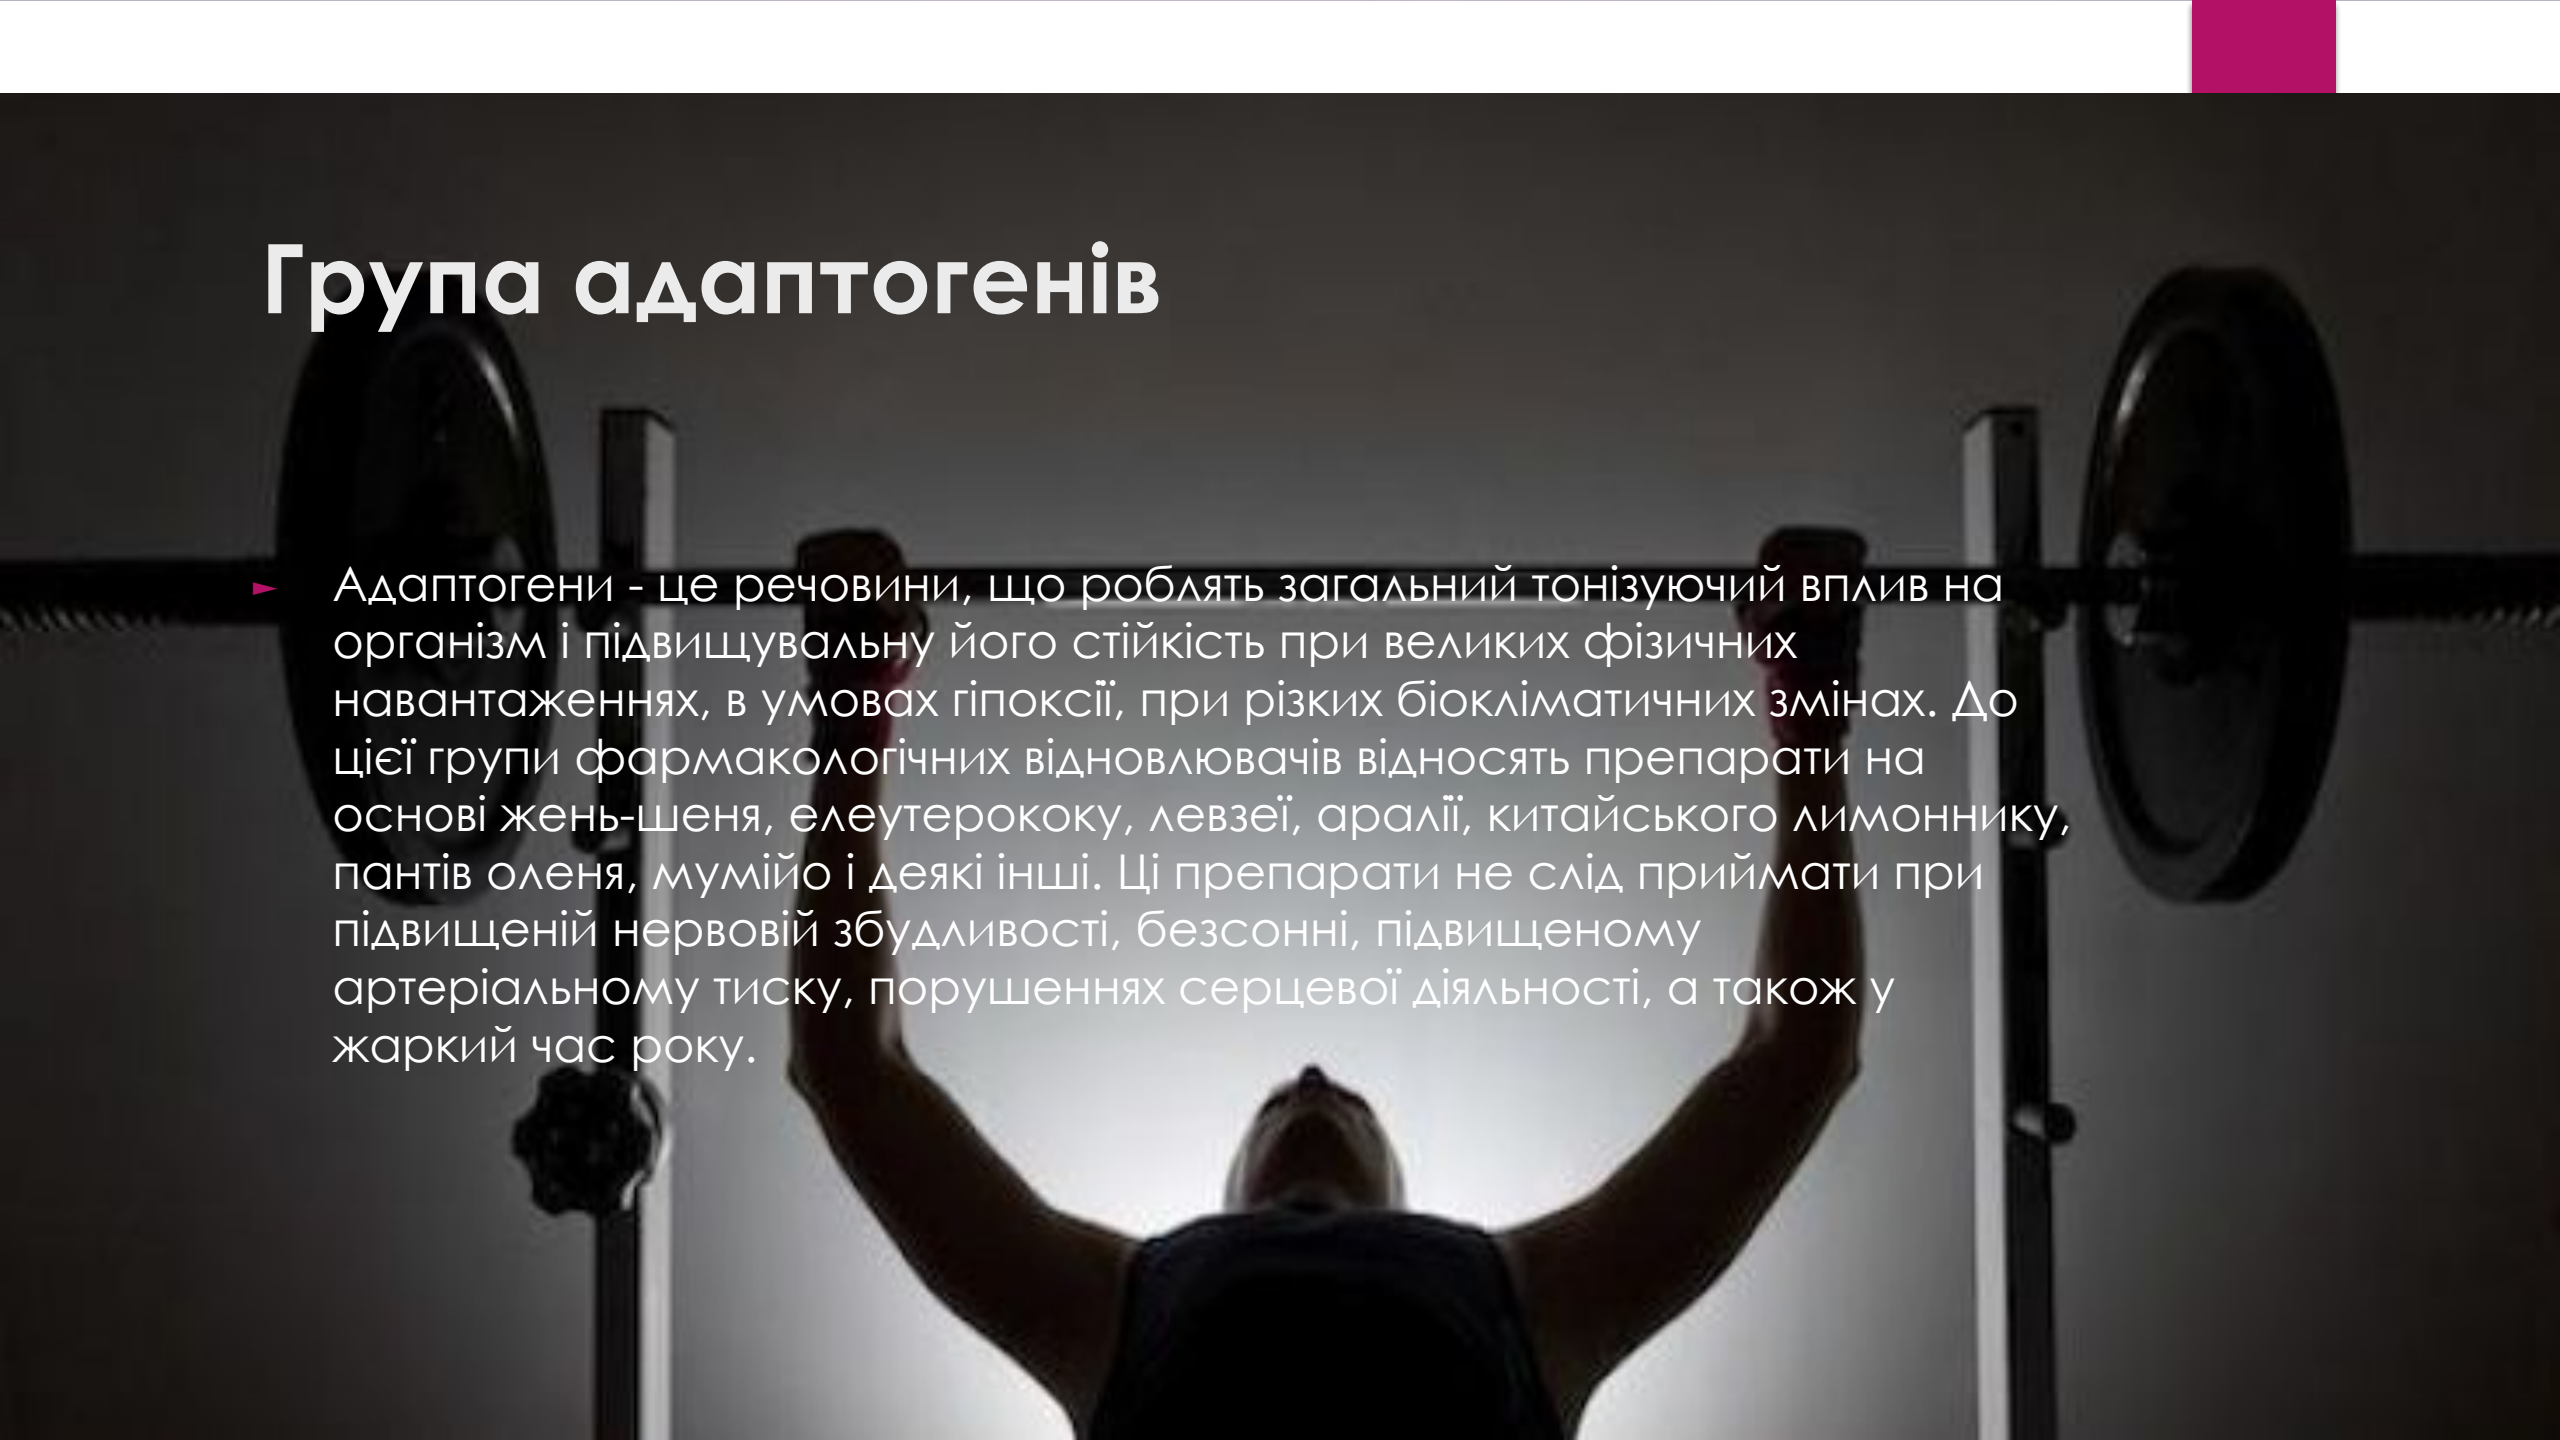 Група адаптогенів
► Адаптогени - це речовини, що роблять загальний тонізуючий вплив на
організм і підвищувальну його стійкість при великих фізичних
навантаженнях, в умовах гіпоксії, при різких біокліматичних змінах. До
цієї групи фармакологічних відновлювачів відносять препарати на
основі жень-шеня, елеутерококу, левзеї, аралії, китайського лимоннику,
пантів оленя, мумійо і деякі інші. Ці препарати не слід приймати при
підвищеній нервовій збудливості, безсонні, підвищеному
артеріальному тиску, порушеннях серцевої діяльності, а також у
жаркий час року.